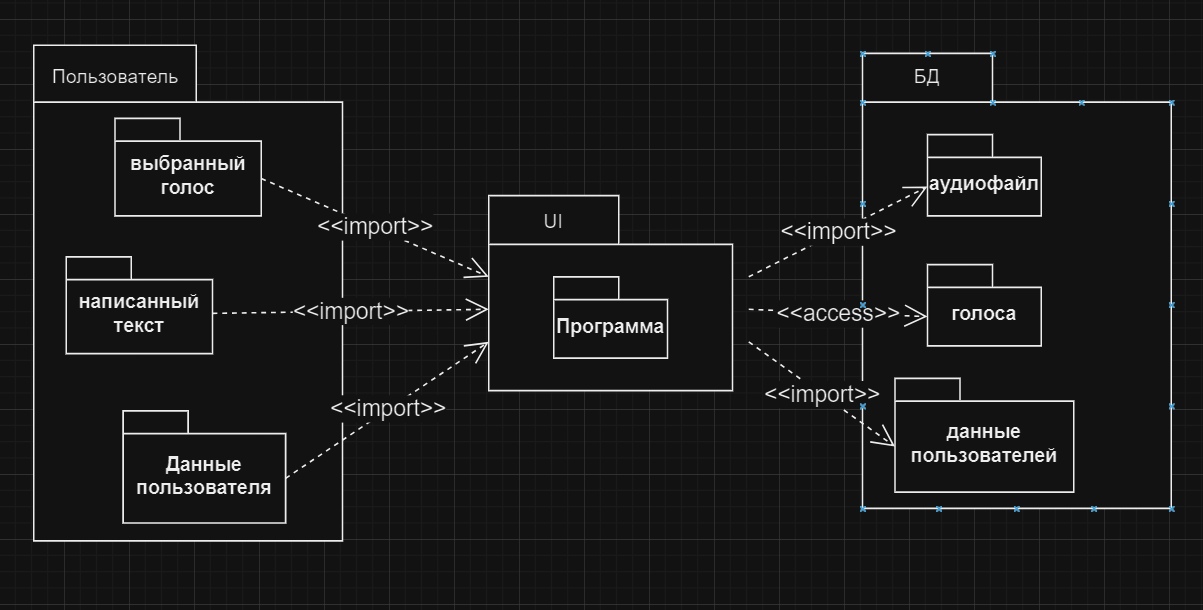 Пользователь
выбранный
голос
<<import>>
написанный
текст
<<import>>
Данные
пользователя
<<import>>
UI
Программа
<<import>>
<<access>>
<<import>>
БД
аудиофайл
голоса
данные
пользователей